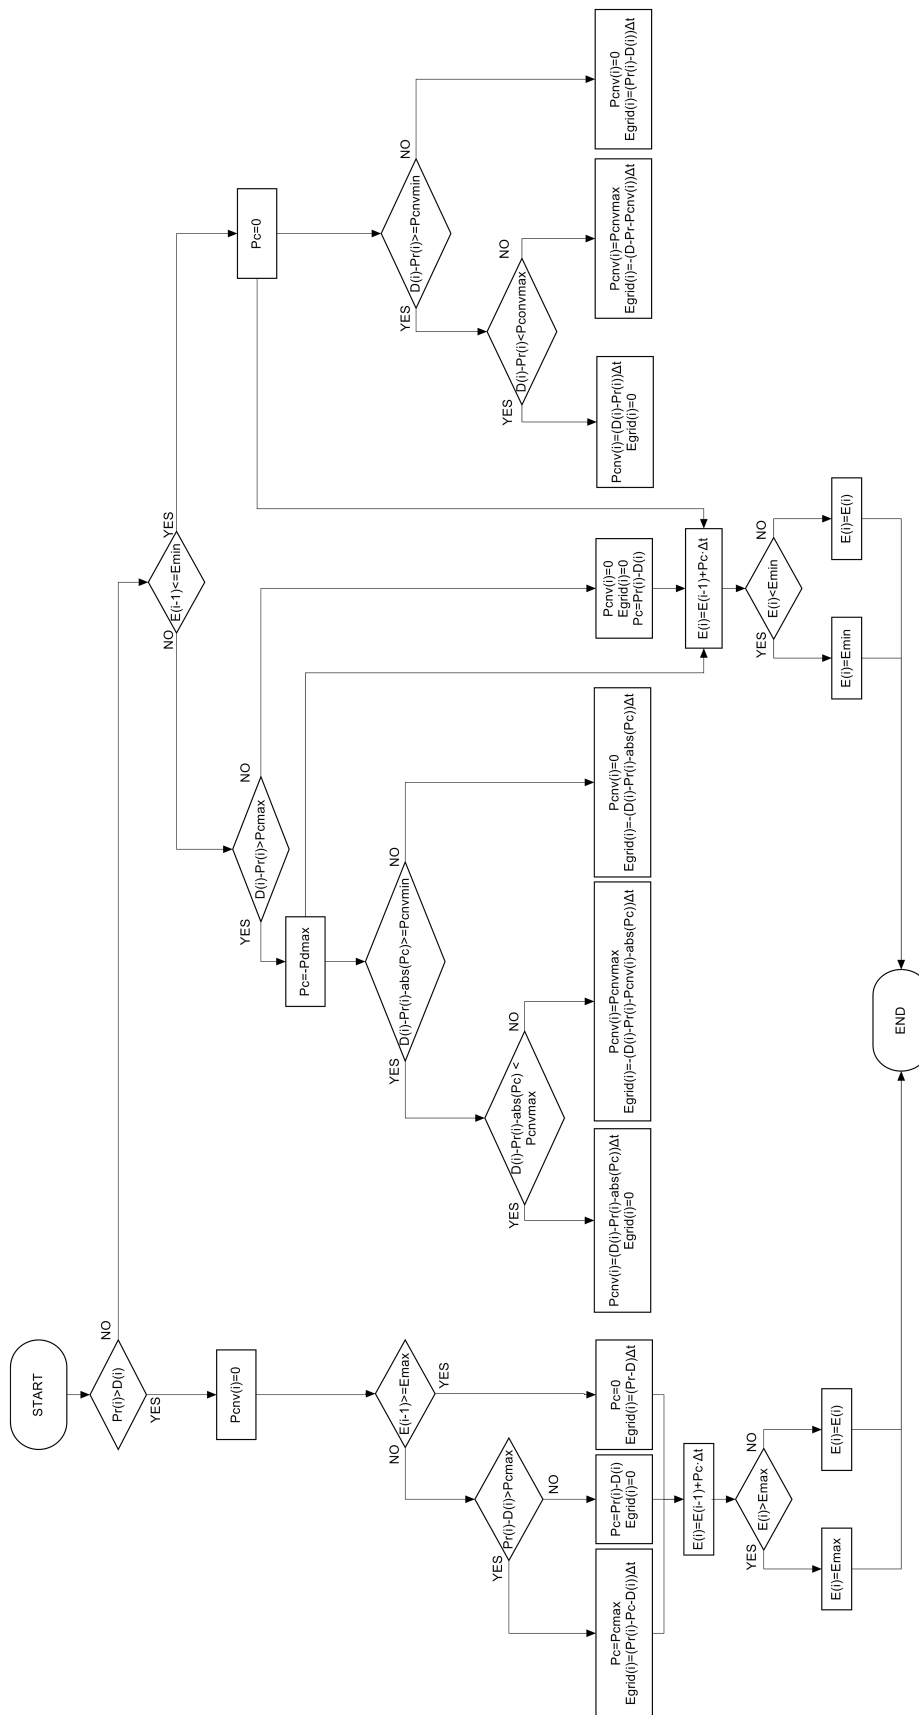 START
Pr(i)>D(i)
NO
YES
Pcnv(i)=0
E(i-1)>=Emax
NO
YES
Pr(i)-D(i)>Pcmax
YES
NO
Pc=Pcmax
Egrid(i)=(Pr(i)-Pc-D(i))Δt
Pc=Pr(i)-D(i)
Egrid(i)=0
Pc=0
Egrid(i)=(Pr-D)Δt
E(i)=E(i-1)+Pc·Δt
E(i)>Emax
YES
NO
E(i)=Emax
E(i)=E(i)
E(i-1)<=Emin
NO
YES
D(i)-Pr(i)>Pcmax
YES
NO
Pc=-Pdmax
D(i)-Pr(i)-abs(Pc)>=Pcnvmin
YES
NO
D(i)-Pr(i)-abs(Pc) <
Pcnvmax
YES
NO
Pcnv(i)=(D(i)-Pr(i)-abs(Pc))Δt
Egrid(i)=0
Pcnv(i)=Pcnvmax
Egrid(i)=-(D(i)-Pr(i)-Pcnv(i)-abs(Pc))Δt
Pcnv(i)=0
Egrid(i)=-(D(i)-Pr(i)-abs(Pc))Δt
Pcnv(i)=0
Egrid(i)=0
Pc=Pr(i)-D(i)
E(i)=E(i-1)+Pc·Δt
E(i)<Emin
YES
NO
E(i)=Emin
E(i)=E(i)
Pc=0
D(i)-Pr(i)>=Pcnvmin
YES
NO
D(i)-Pr(i)<Pconvmax
YES
NO
Pcnv(i)=(D(i)-Pr(i))Δt
Egrid(i)=0
Pcnv(i)=Pcnvmax
Egrid(i)=-(D-Pr-Pcnv(i))Δt
Pcnv(i)=0
Egrid(i)=(Pr(i)-D(i))Δt
END